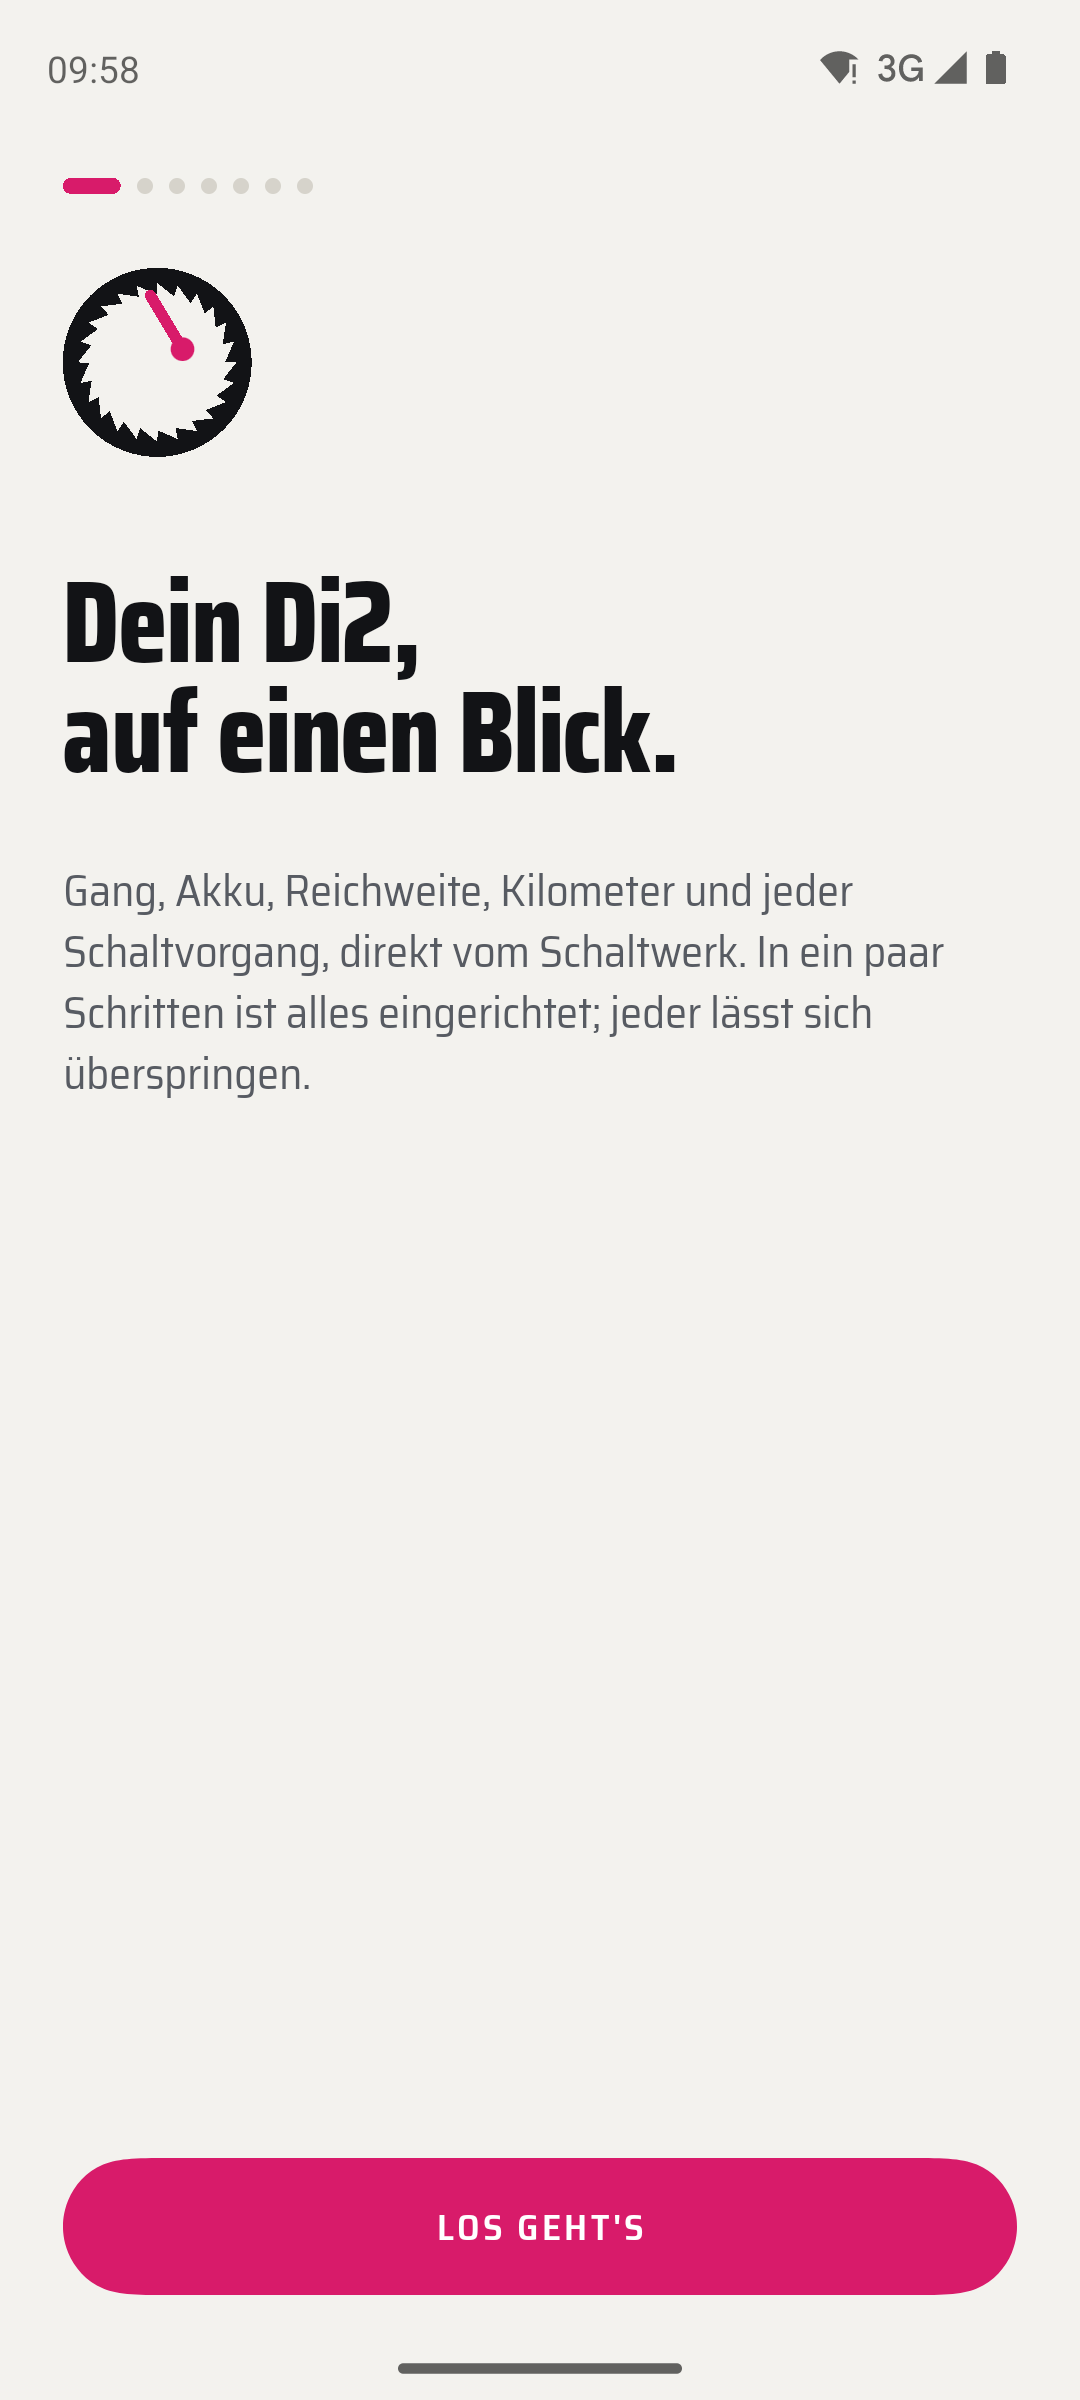 09:58
3G
Dein Di2,
auf einen Blick.
Gang, Akku, Reichweite, Kilometer und jeder
Schaltvorgang, direkt vom Schaltwerk. In ein paar
Schritten ist alles eingerichtet; jeder lässt sich
überspringen.
LOS GEHT'S